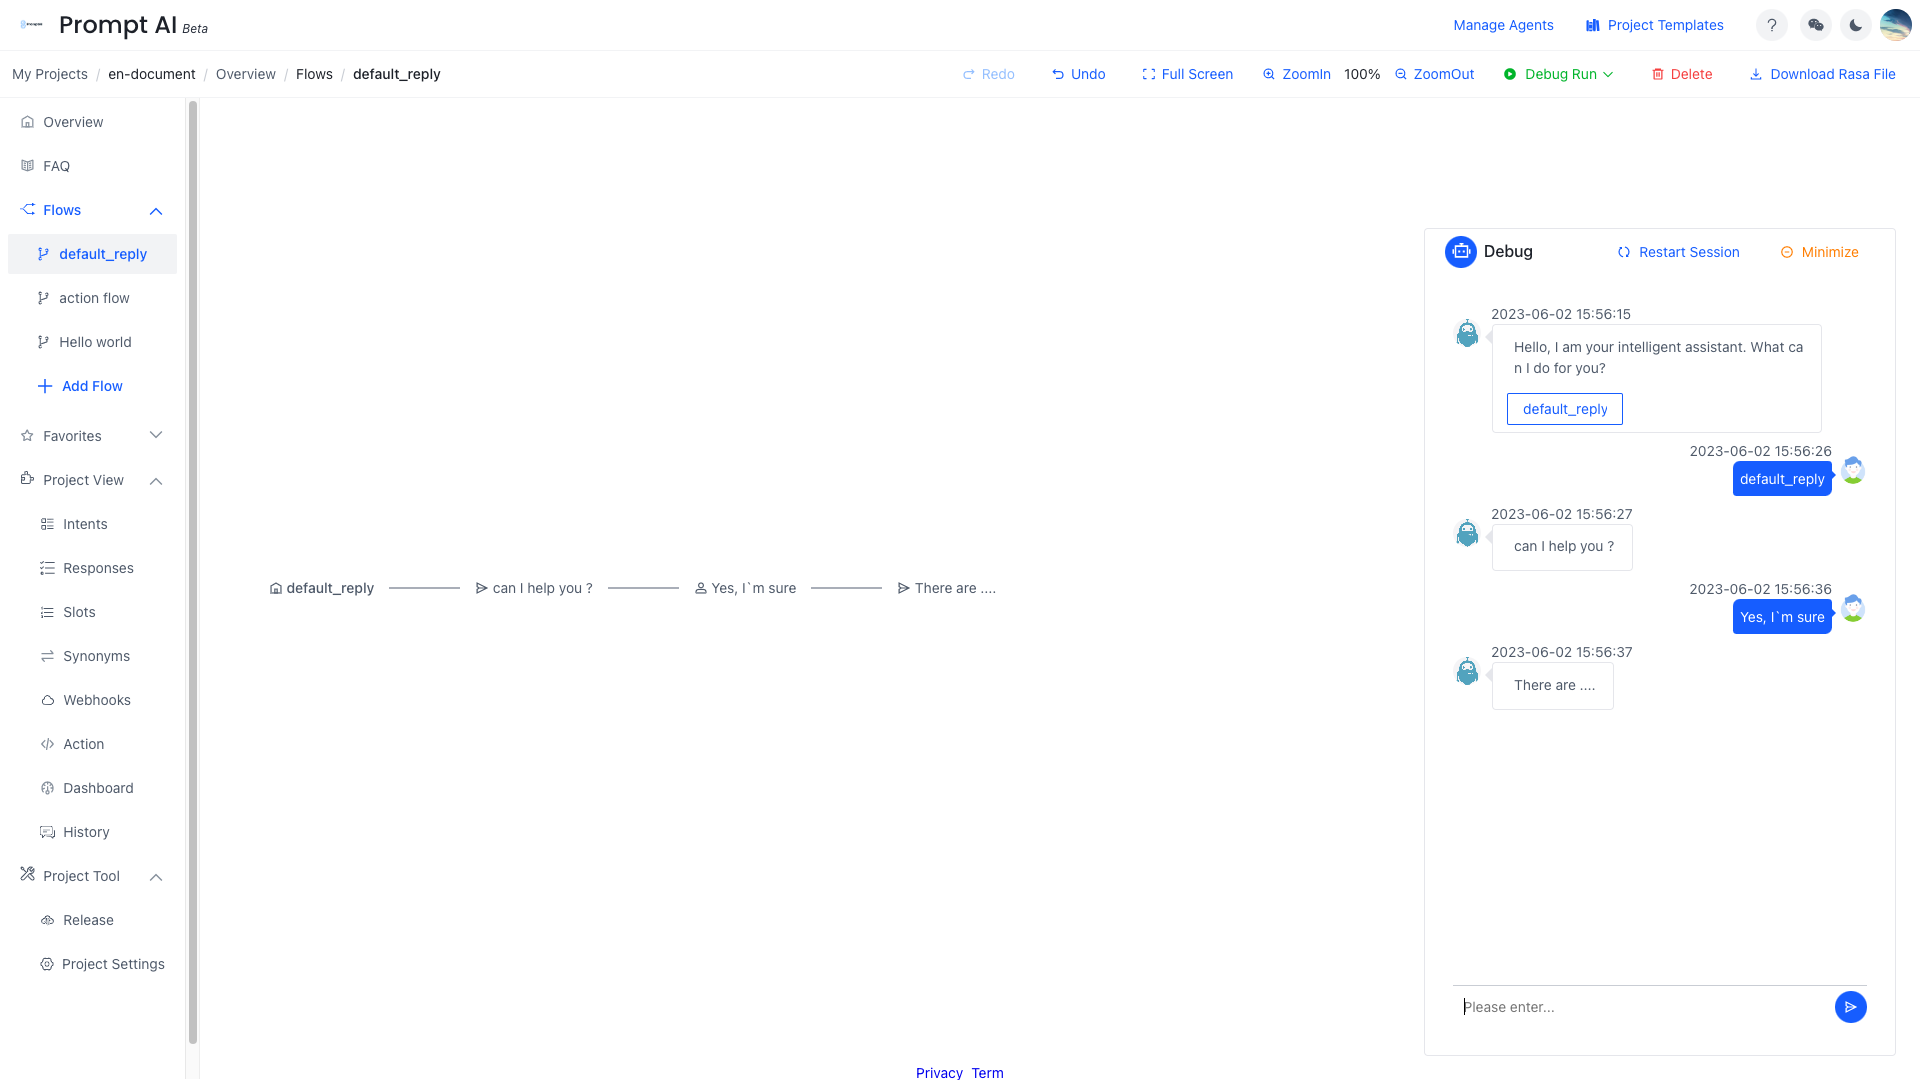 Prompt AI Beta
Manage Agents
Project Templates
?
My Projects / en-document / Overview / Flows / default_reply
Redo
Undo
Full Screen
ZoomIn
100%
ZoomOut
Debug Run
Delete
Download Rasa File
Overview
FAQ
Flows
default_reply
action flow
Hello world
Add Flow
Favorites
Project View
Intents
Responses
Slots
Synonyms
Webhooks
Action
Dashboard
History
Project Tool
Release
Project Settings
default_reply
can I help you ?
Yes, I`m sure
There are ....
Debug
Restart Session
Minimize
2023-06-02 15:56:15
Hello, I am your intelligent assistant. What ca
n I do for you?
default_reply
2023-06-02 15:56:26
default_reply
2023-06-02 15:56:27
can I help you ?
2023-06-02 15:56:36
Yes, I`m sure
2023-06-02 15:56:37
There are ....
Please enter...
Privacy Term